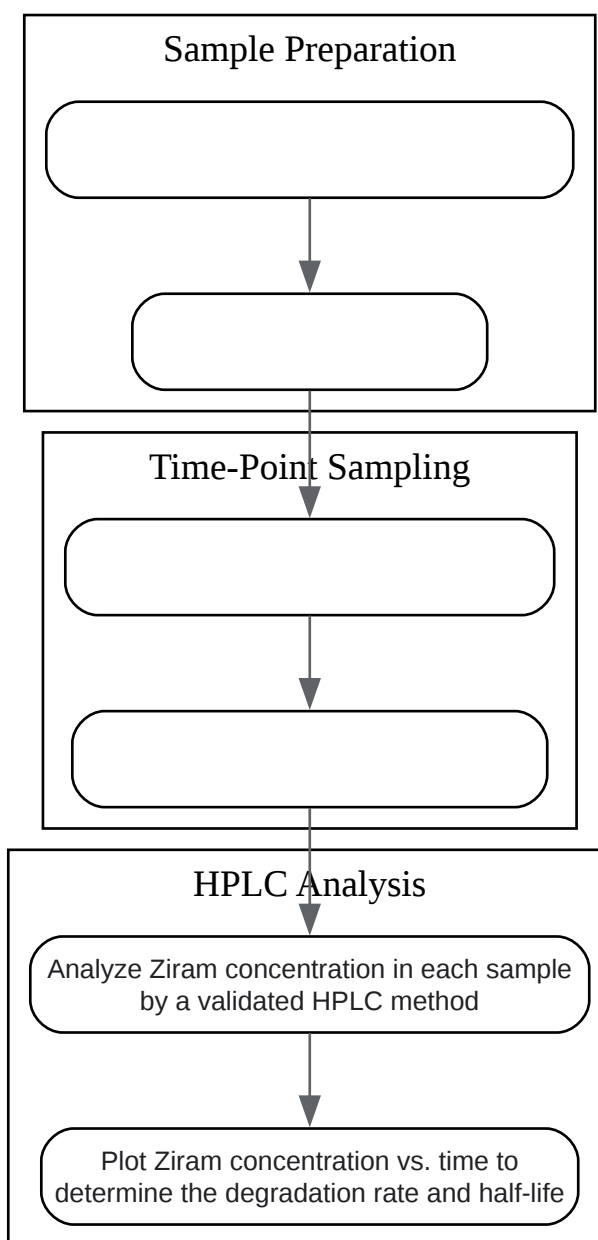 Sample Preparation
Time-Point Sampling
HPLC Analysis
Analyze Ziram concentration in each sample
by a validated HPLC method
Plot Ziram concentration vs. time to
determine the degradation rate and half-life